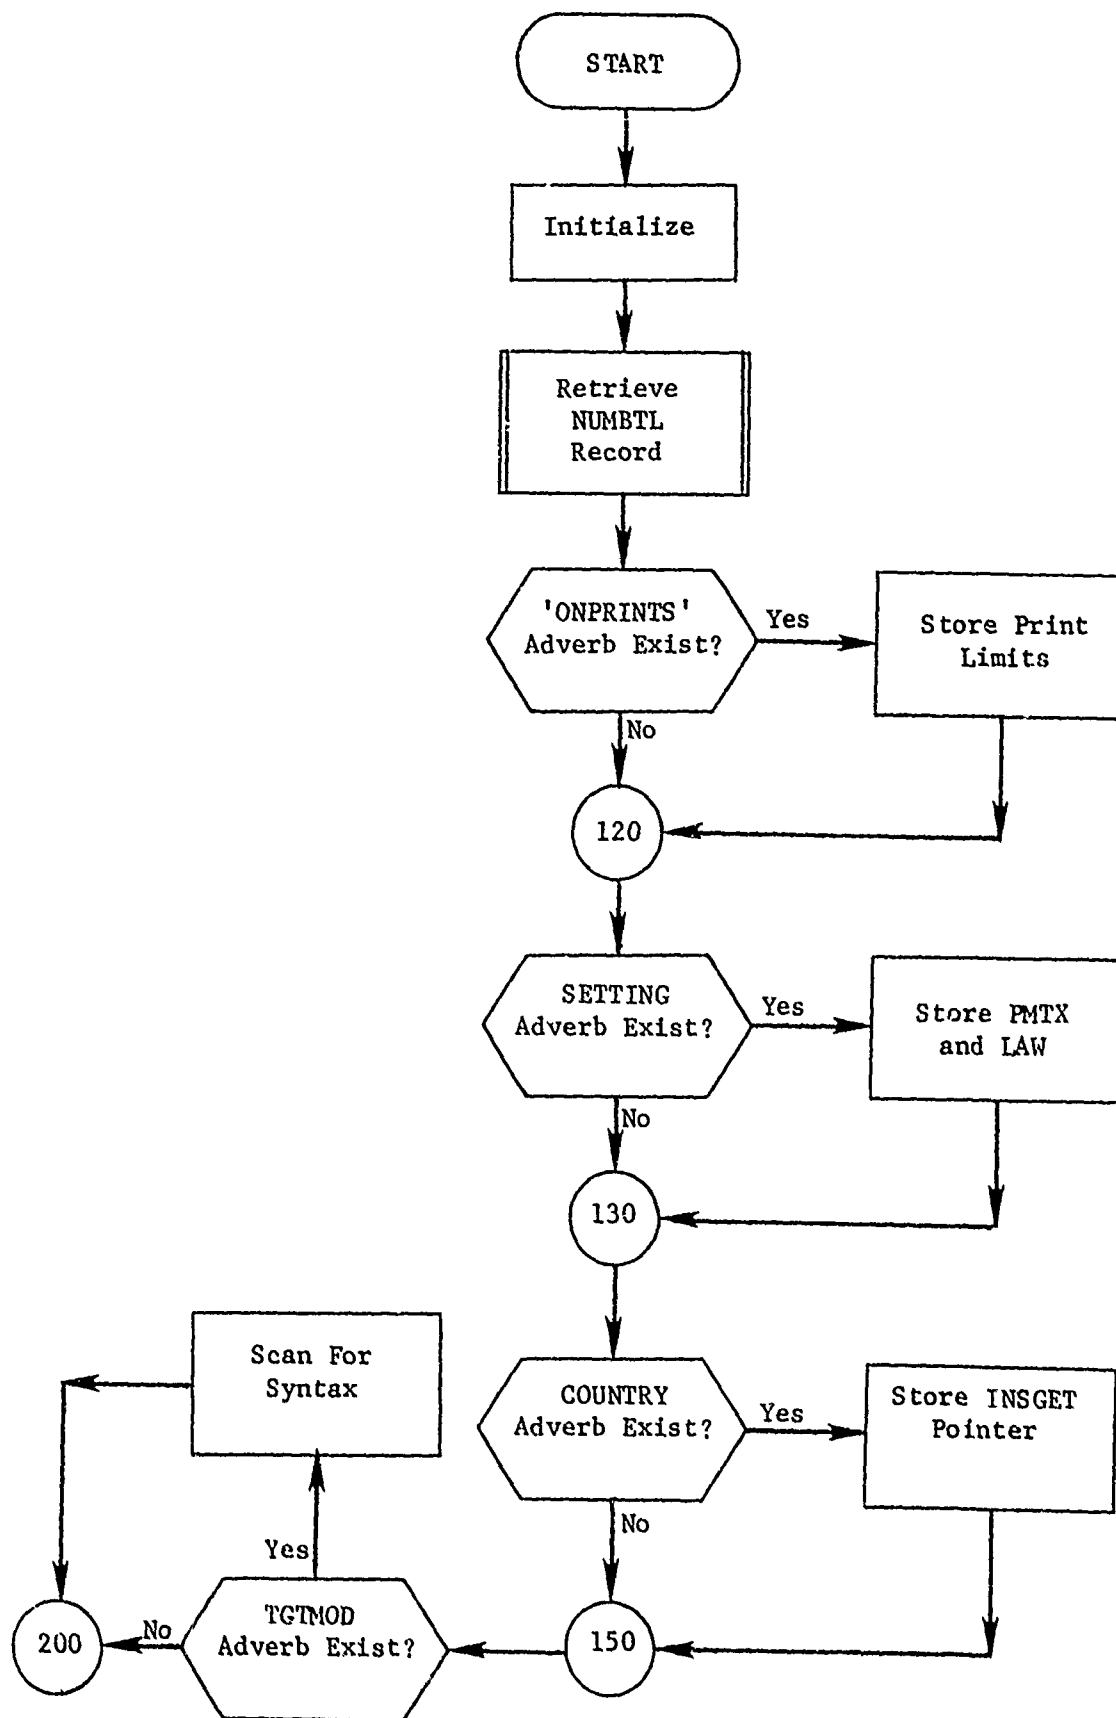 START
Initialize
Retrieve
NUMBTL
Record
'ONPRINTS'
Adverb Exist?
Yes
Store Print
Limits
No
120
SETTING
Adverb Exist?
Yes
Store PMTX
and LAW
No
130
COUNTRY
Adverb Exist?
Yes
Store INSGET
Pointer
No
150
TGTMOD
Adverb Exist?
Yes
Scan For
Syntax
No
200